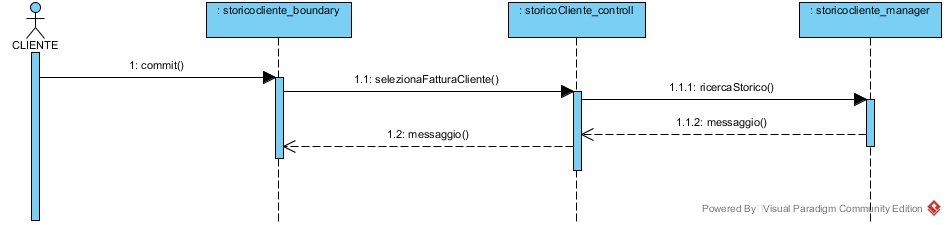 : storicocliente_boundary
: storicoCliente_controll
: storicocliente_manager
CLIENTE
1: commit()
1.1: selezionaFatturaCliente()
1.1.1: ricercaStorico()
1.2: messaggio()
1.1.2: messaggio()
Powered By Visual Paradigm Community Edition